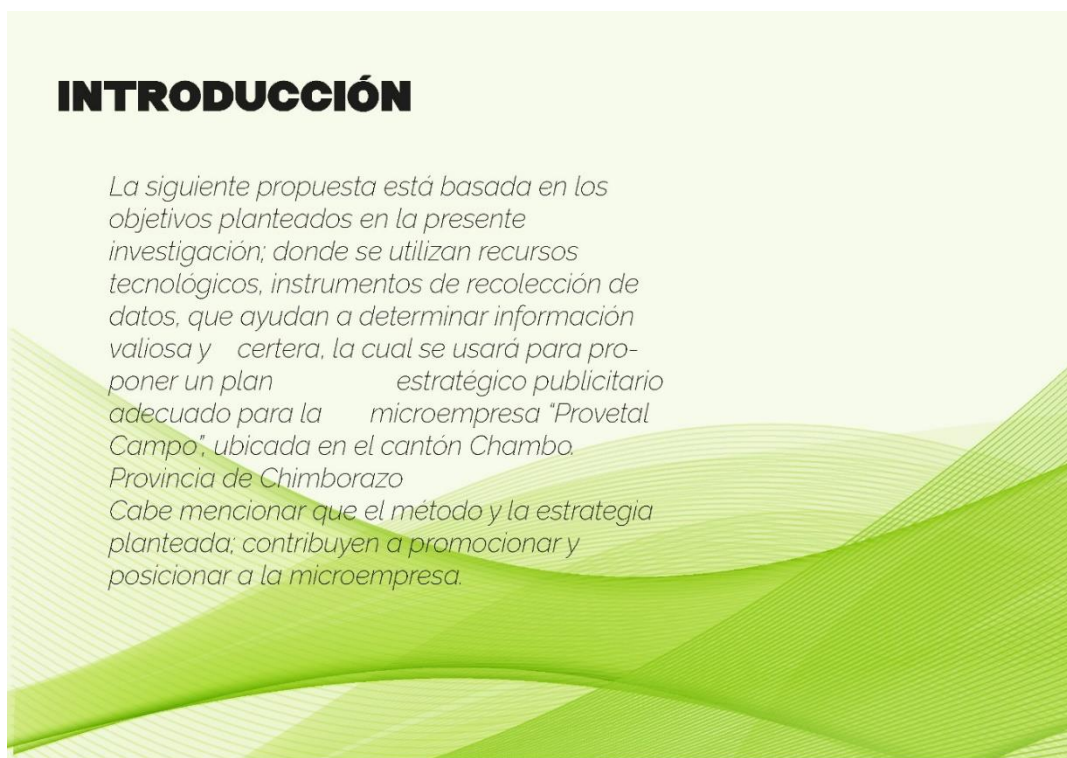 INTRODUCCIÓN
La siguiente propuesta está basada en los
objetivos planteados en la presente
investigación; donde se utilizan recursos
tecnológicos, instrumentos de recolección de
datos, que ayudan a determinar información
valiosa y certera, la cual se usará para pro-
poner un plan estratégico publicitario
adecuado para la microempresa “Provetal
Campo”, ubicada en el cantón Chambo.
Provincia de Chimborazo
Cabe mencionar que el método y la estrategia
planteada; contribuyen a promocionar y
posicionar a la microempresa.